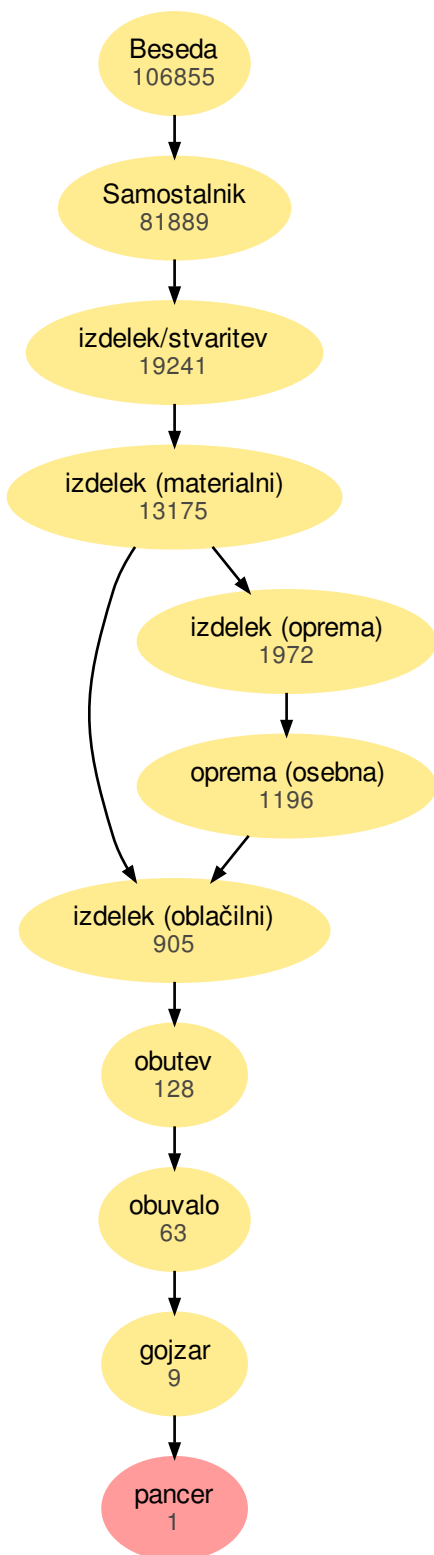 Beseda
106855
Samostalnik
81889
izdelek/stvaritev
19241
izdelek (materialni)
13175
izdelek (oprema)
1972
oprema (osebna)
1196
izdelek (oblačilni)
905
obutev
128
obuvalo
63
gojzar
9
pancer
1